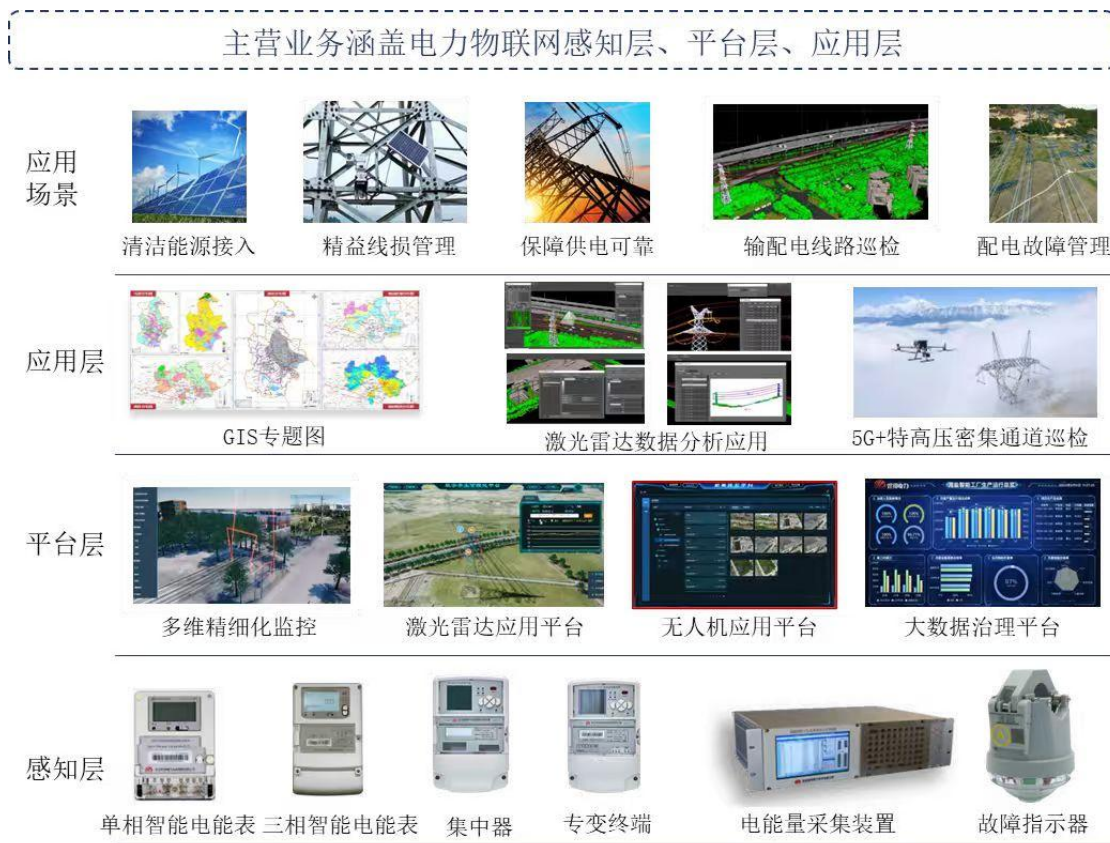 主营业务涵盖电力物联网感知层、平台层、应用层
应用
场景
清洁能源接入
精益线损管理
保障供电可靠
输配电线路巡检
配电故障管理
应用层
GIS专题图
激光雷达数据分析应用
5G+特高压密集通道巡检
平台层
多维精细化监控
激光雷达应用平台
无人机应用平台
大数据治理平台
感知层
单相智能电能表
三相智能电能表
集中器
专变终端
电能量采集装置
故障指示器